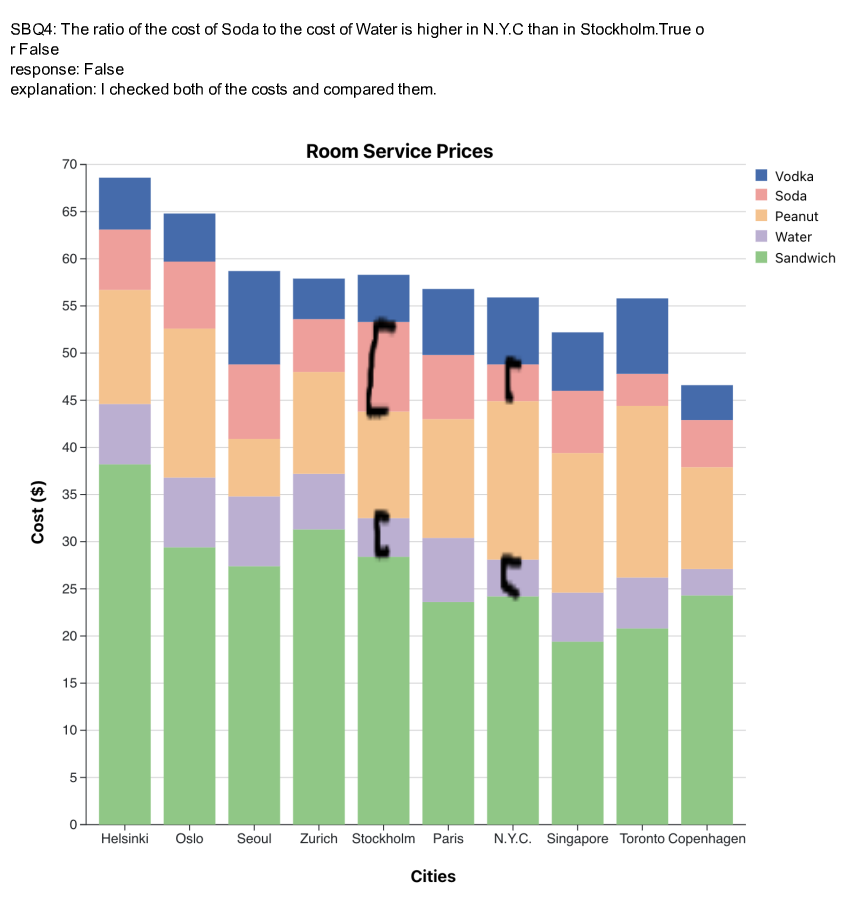 SBQ4: The ratio of the cost of Soda to the cost of Water is higher in N.Y.C than in Stockholm.True o
r False
response: False
explanation: I checked both of the costs and compared them.
Room Service Prices
70
65
60
55
50
45
40
35
30
25
20
15
10
5
0
Cost ($)
Vodka
Soda
Peanut
Water
Sandwich
Helsinki Oslo Seoul Zurich Stockholm Paris N.Y.C. Singapore Toronto Copenhagen
Cities